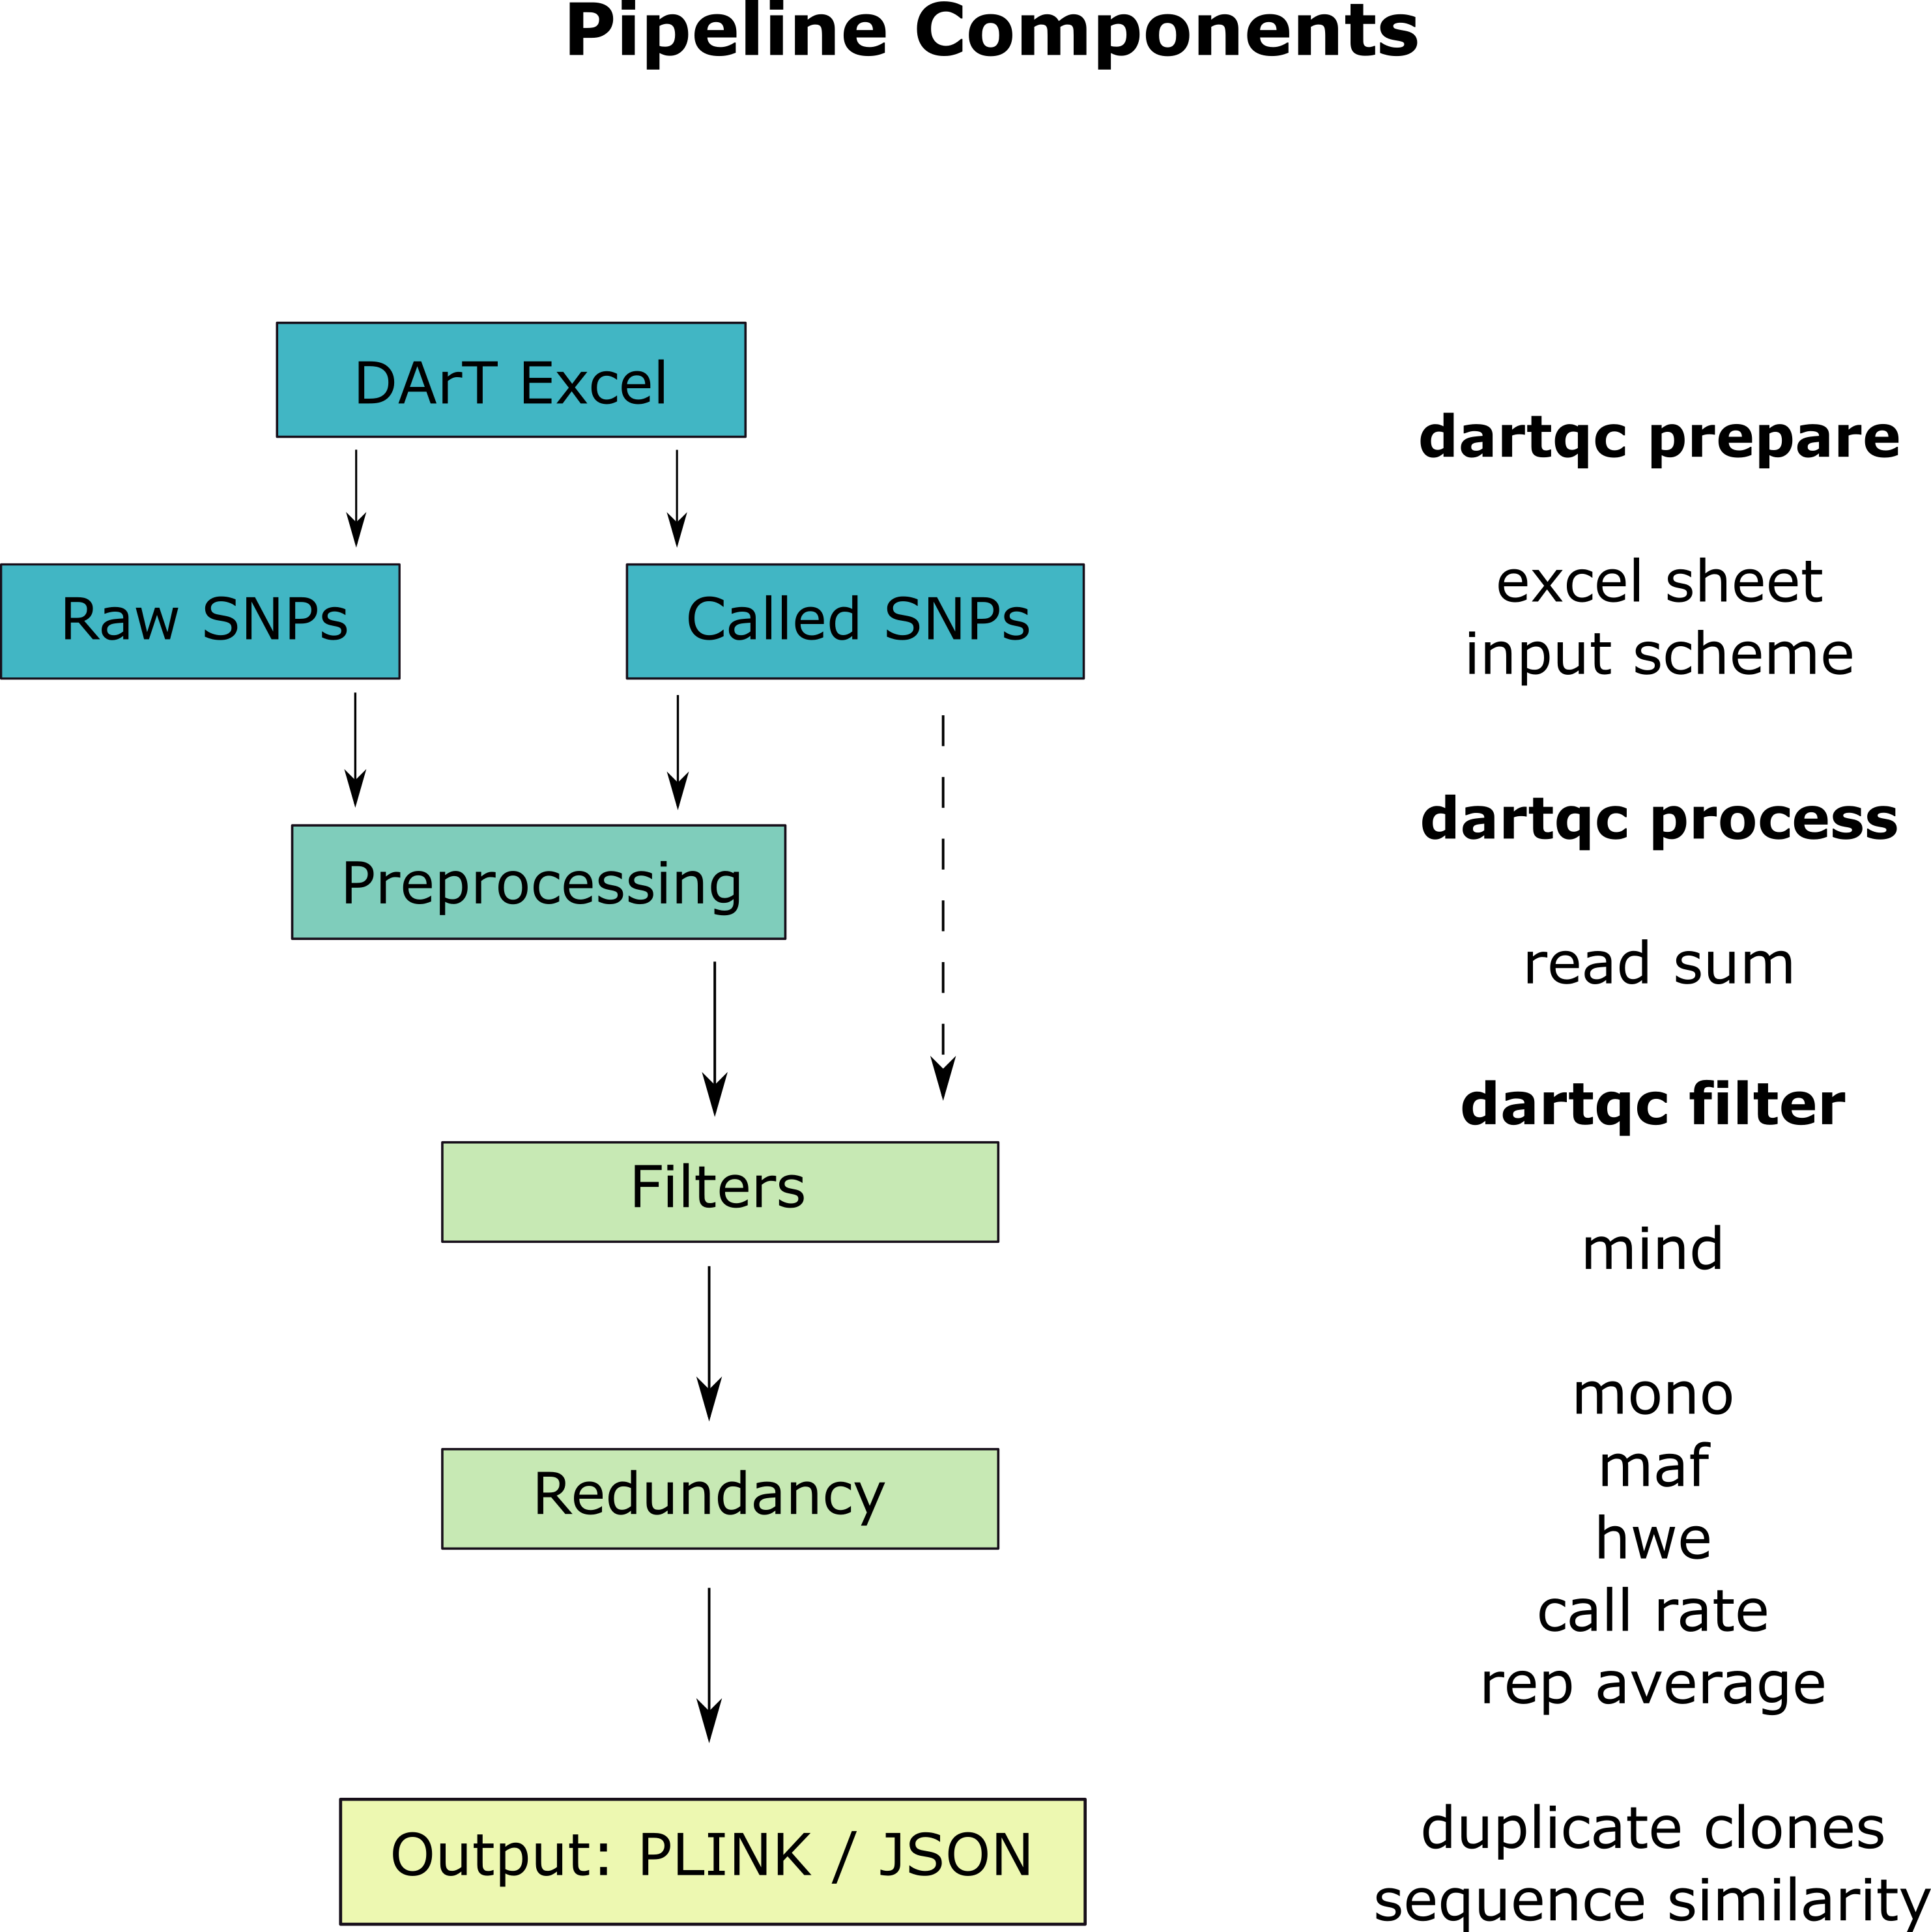 Pipeline Components
DArT Excel
Raw SNPs
Called SNPs
Preprocessing
Filters
Redundancy
Output: PLINK / JSON
dartqc prepare
excel sheet
input scheme
dartqc process
read sum
dartqc filter
mind
mono
maf
hwe
call rate
rep average
duplicate clones
sequence similarity